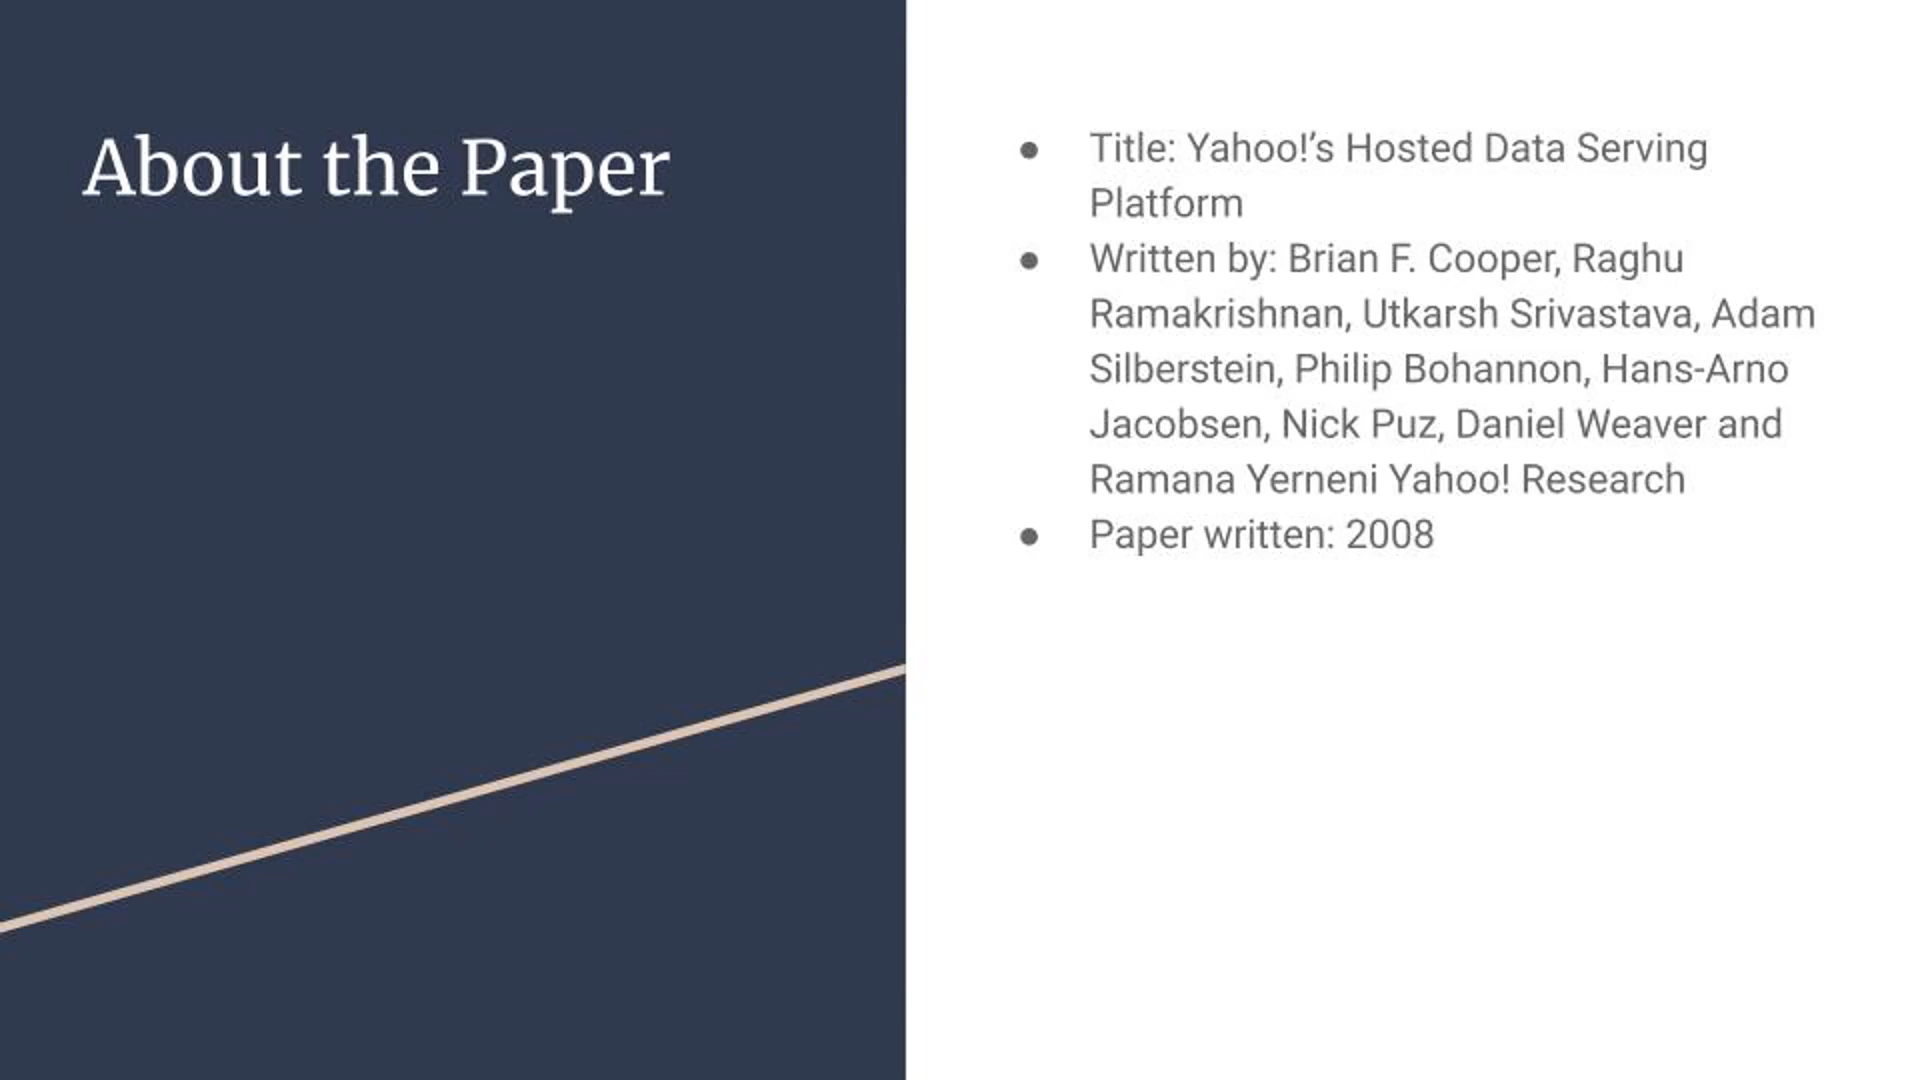 About the Paper
● Title: Yahoo!’s Hosted Data Serving
Platform
● Written by: Brian F. Cooper, Raghu
Ramakrishnan, Utkarsh Srivastava, Adam
Silberstein, Philip Bohannon, Hans-Arno
Jacobsen, Nick Puz, Daniel Weaver and
Ramana Yerneni Yahoo! Research
● Paper written: 2008